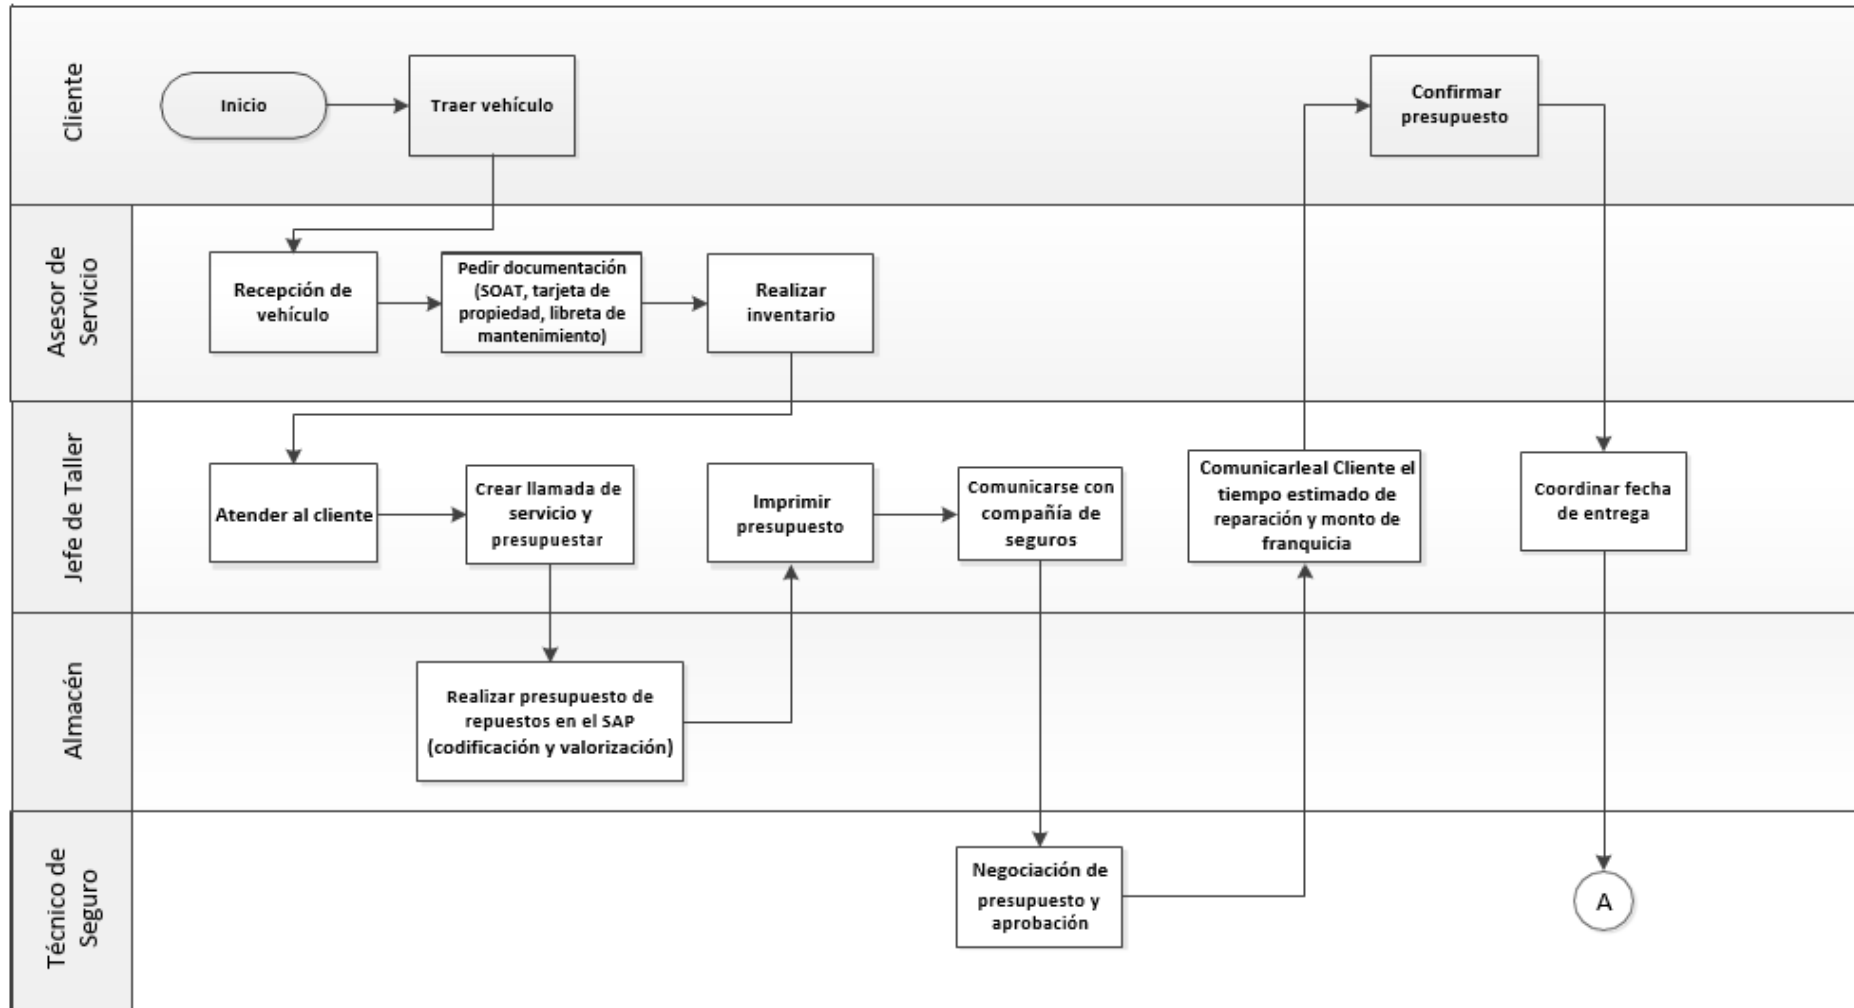 Cliente
Inicio
Traer vehículo
Confirmar
presupuesto
Asesor de
Servicio
Recepción de
vehículo
Pedir documentación
(SOAT, tarjeta de
propiedad, libreta de
mantenimiento)
Realizar
inventario
Jefe de Taller
Atender al cliente
Crear llamada de
servicio y
presupuestar
Imprimir
presupuesto
Comunicarse con
compañía de
seguros
Comunicarleal Cliente el
tiempo estimado de
reparación y monto de
franquicia
Coordinar fecha
de entrega
Almacén
Realizar presupuesto de
repuestos en el SAP
(codificación y valorización)
Técnico de
Seguro
Negociación de
presupuesto y
aprobación
A